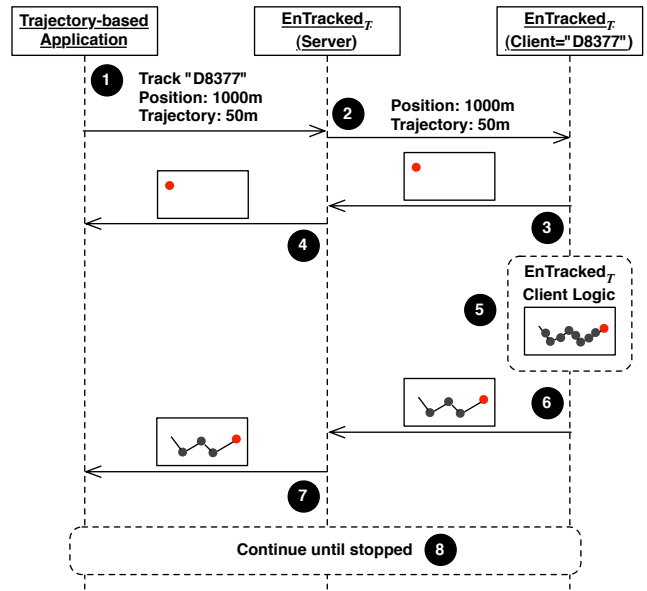 Trajectory-based
Application
EnTracked_T
(Server)
EnTracked_T
(Client="D8377")
1
Track "D8377"
Position: 1000m
Trajectory: 50m
2
Position: 1000m
Trajectory: 50m
3
4
EnTracked_T
Client Logic
5
6
7
Continue until stopped 8